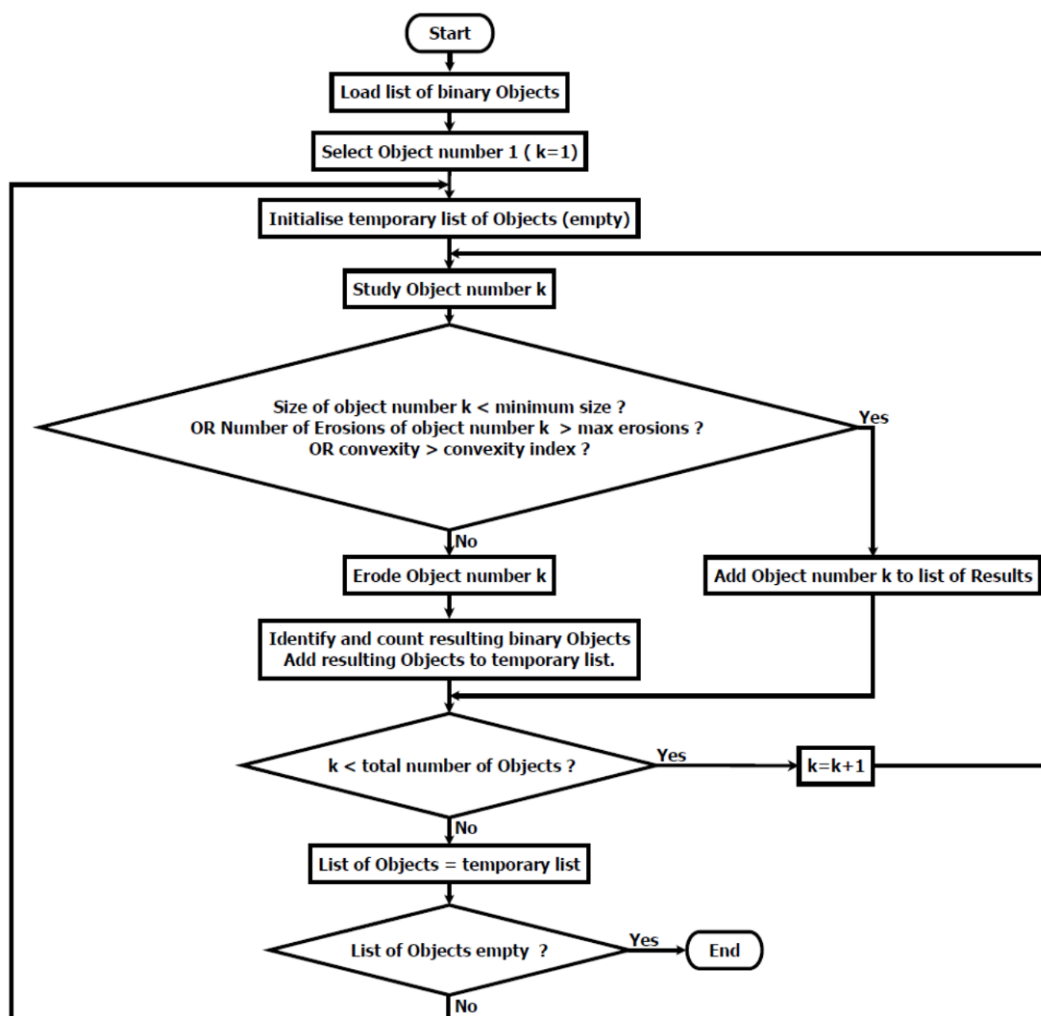 Start
Load list of binary Objects
Select Object number 1 ( k=1)
Initialise temporary list of Objects (empty)
Study Object number k
Size of object number k < minimum size ?
OR Number of Erosions of object number k > max erosions ?
OR convexity > convexity index ?
Yes
No
Erode Object number k
Add Object number k to list of Results
Identify and count resulting binary Objects
Add resulting Objects to temporary list.
k < total number of Objects ?
Yes
k=k+1
No
List of Objects = temporary list
List of Objects empty ?
Yes
End
No